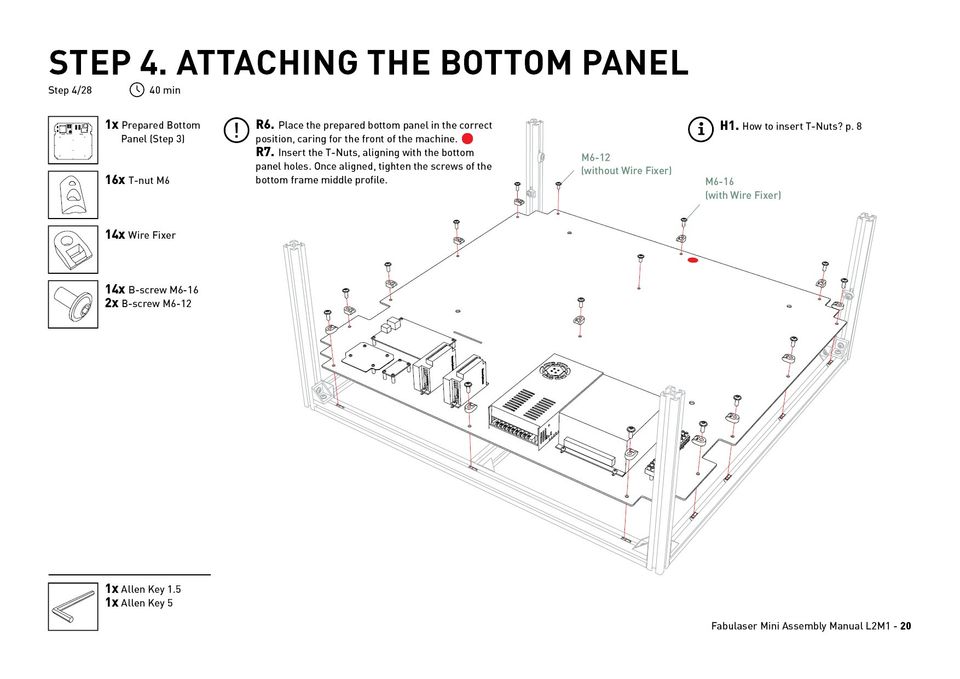 STEP 4. ATTACHING THE BOTTOM PANEL
Step 4/28
40 min
1x Prepared Bottom
Panel (Step 3)
16x T-nut M6
14x Wire Fixer
14x B-screw M6-16
2x B-screw M6-12
R6. Place the prepared bottom panel in the correct
position, caring for the front of the machine.
R7. Insert the T-Nuts, aligning with the bottom
panel holes. Once aligned, tighten the screws of the
bottom frame middle profile.
H1. How to insert T-Nuts? p. 8
M6-12
(without Wire Fixer)
M6-16
(with Wire Fixer)
1x Allen Key 1.5
1x Allen Key 5
Fabulaser Mini Assembly Manual L2M1 - 20